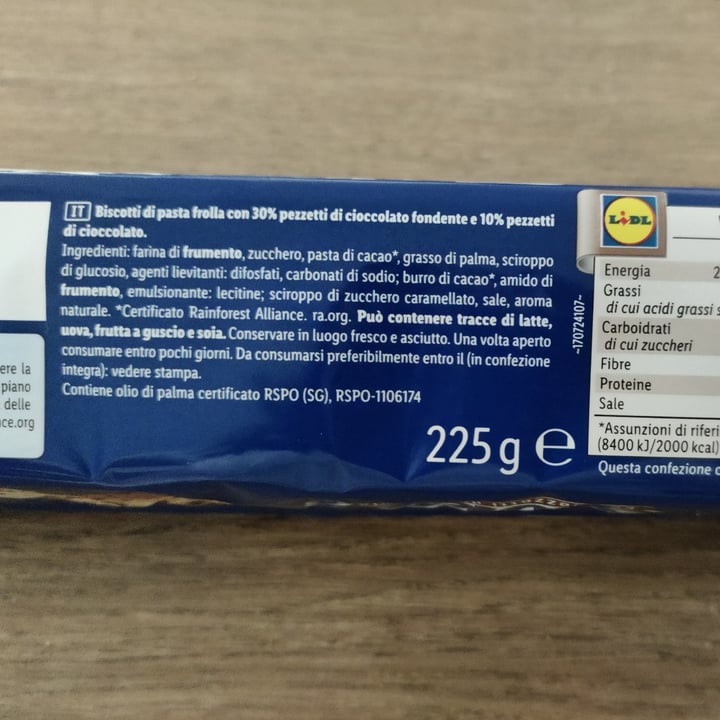 IT Biscotti di pasta frolla con 30% pezzetti di cioccolato fondente e 10% pezzetti
di cioccolato.
Ingredienti: farina di frumento, zucchero, pasta di cacao*, grasso di palma, sciroppo
di glucosio, agenti lievitanti: difosfati, carbonati di sodio; burro di cacao*, amido di
frumento, emulsionante: lecitine; sciroppo di zucchero caramellato, sale, aroma
naturale. *Certificato Rainforest Alliance. ra.org. Può contenere tracce di latte,
uova, frutta a guscio e soia. Conservare in luogo fresco e asciutto. Una volta aperto
consumare entro pochi giorni. Da consumarsi preferibilmente entro il (in confezione
integra): vedere stampa.
Contiene olio di palma certificato RSPO (SG), RSPO-1106174
225 g e
-170724107-
LIDL
Energia 2
Grassi
di cui acidi grassi s
Carboidrati
di cui zuccheri
Fibre
Proteine
Sale
*Assunzioni di riferi
(8400 kJ/2000 kcal)
Questa confezione c
ere la
piano
delle
nce.org